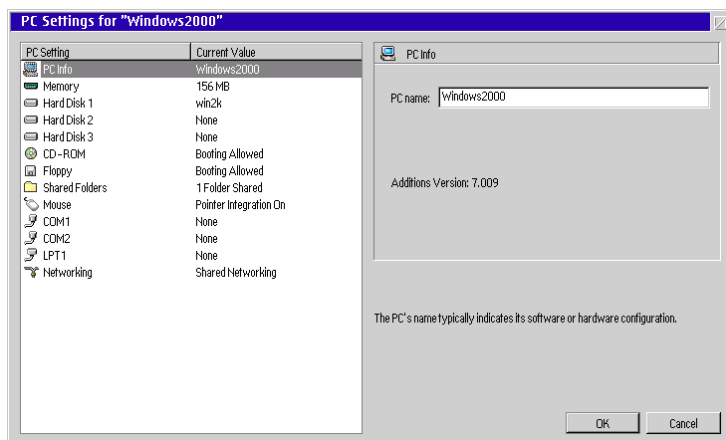 PC Settings for "Windows2000"
PC Setting Current Value
PC Info Windows2000
Memory 156 MB
Hard Disk 1 win2k
Hard Disk 2 None
Hard Disk 3 None
CD-ROM Booting Allowed
Floppy Booting Allowed
Shared Folders 1 Folder Shared
Mouse Pointer Integration On
COM1 None
COM2 None
LPT1 None
Networking Shared Networking
PC Info
PC name: Windows2000
Additions Version: 7.009
The PC's name typically indicates its software or hardware configuration.
OK Cancel